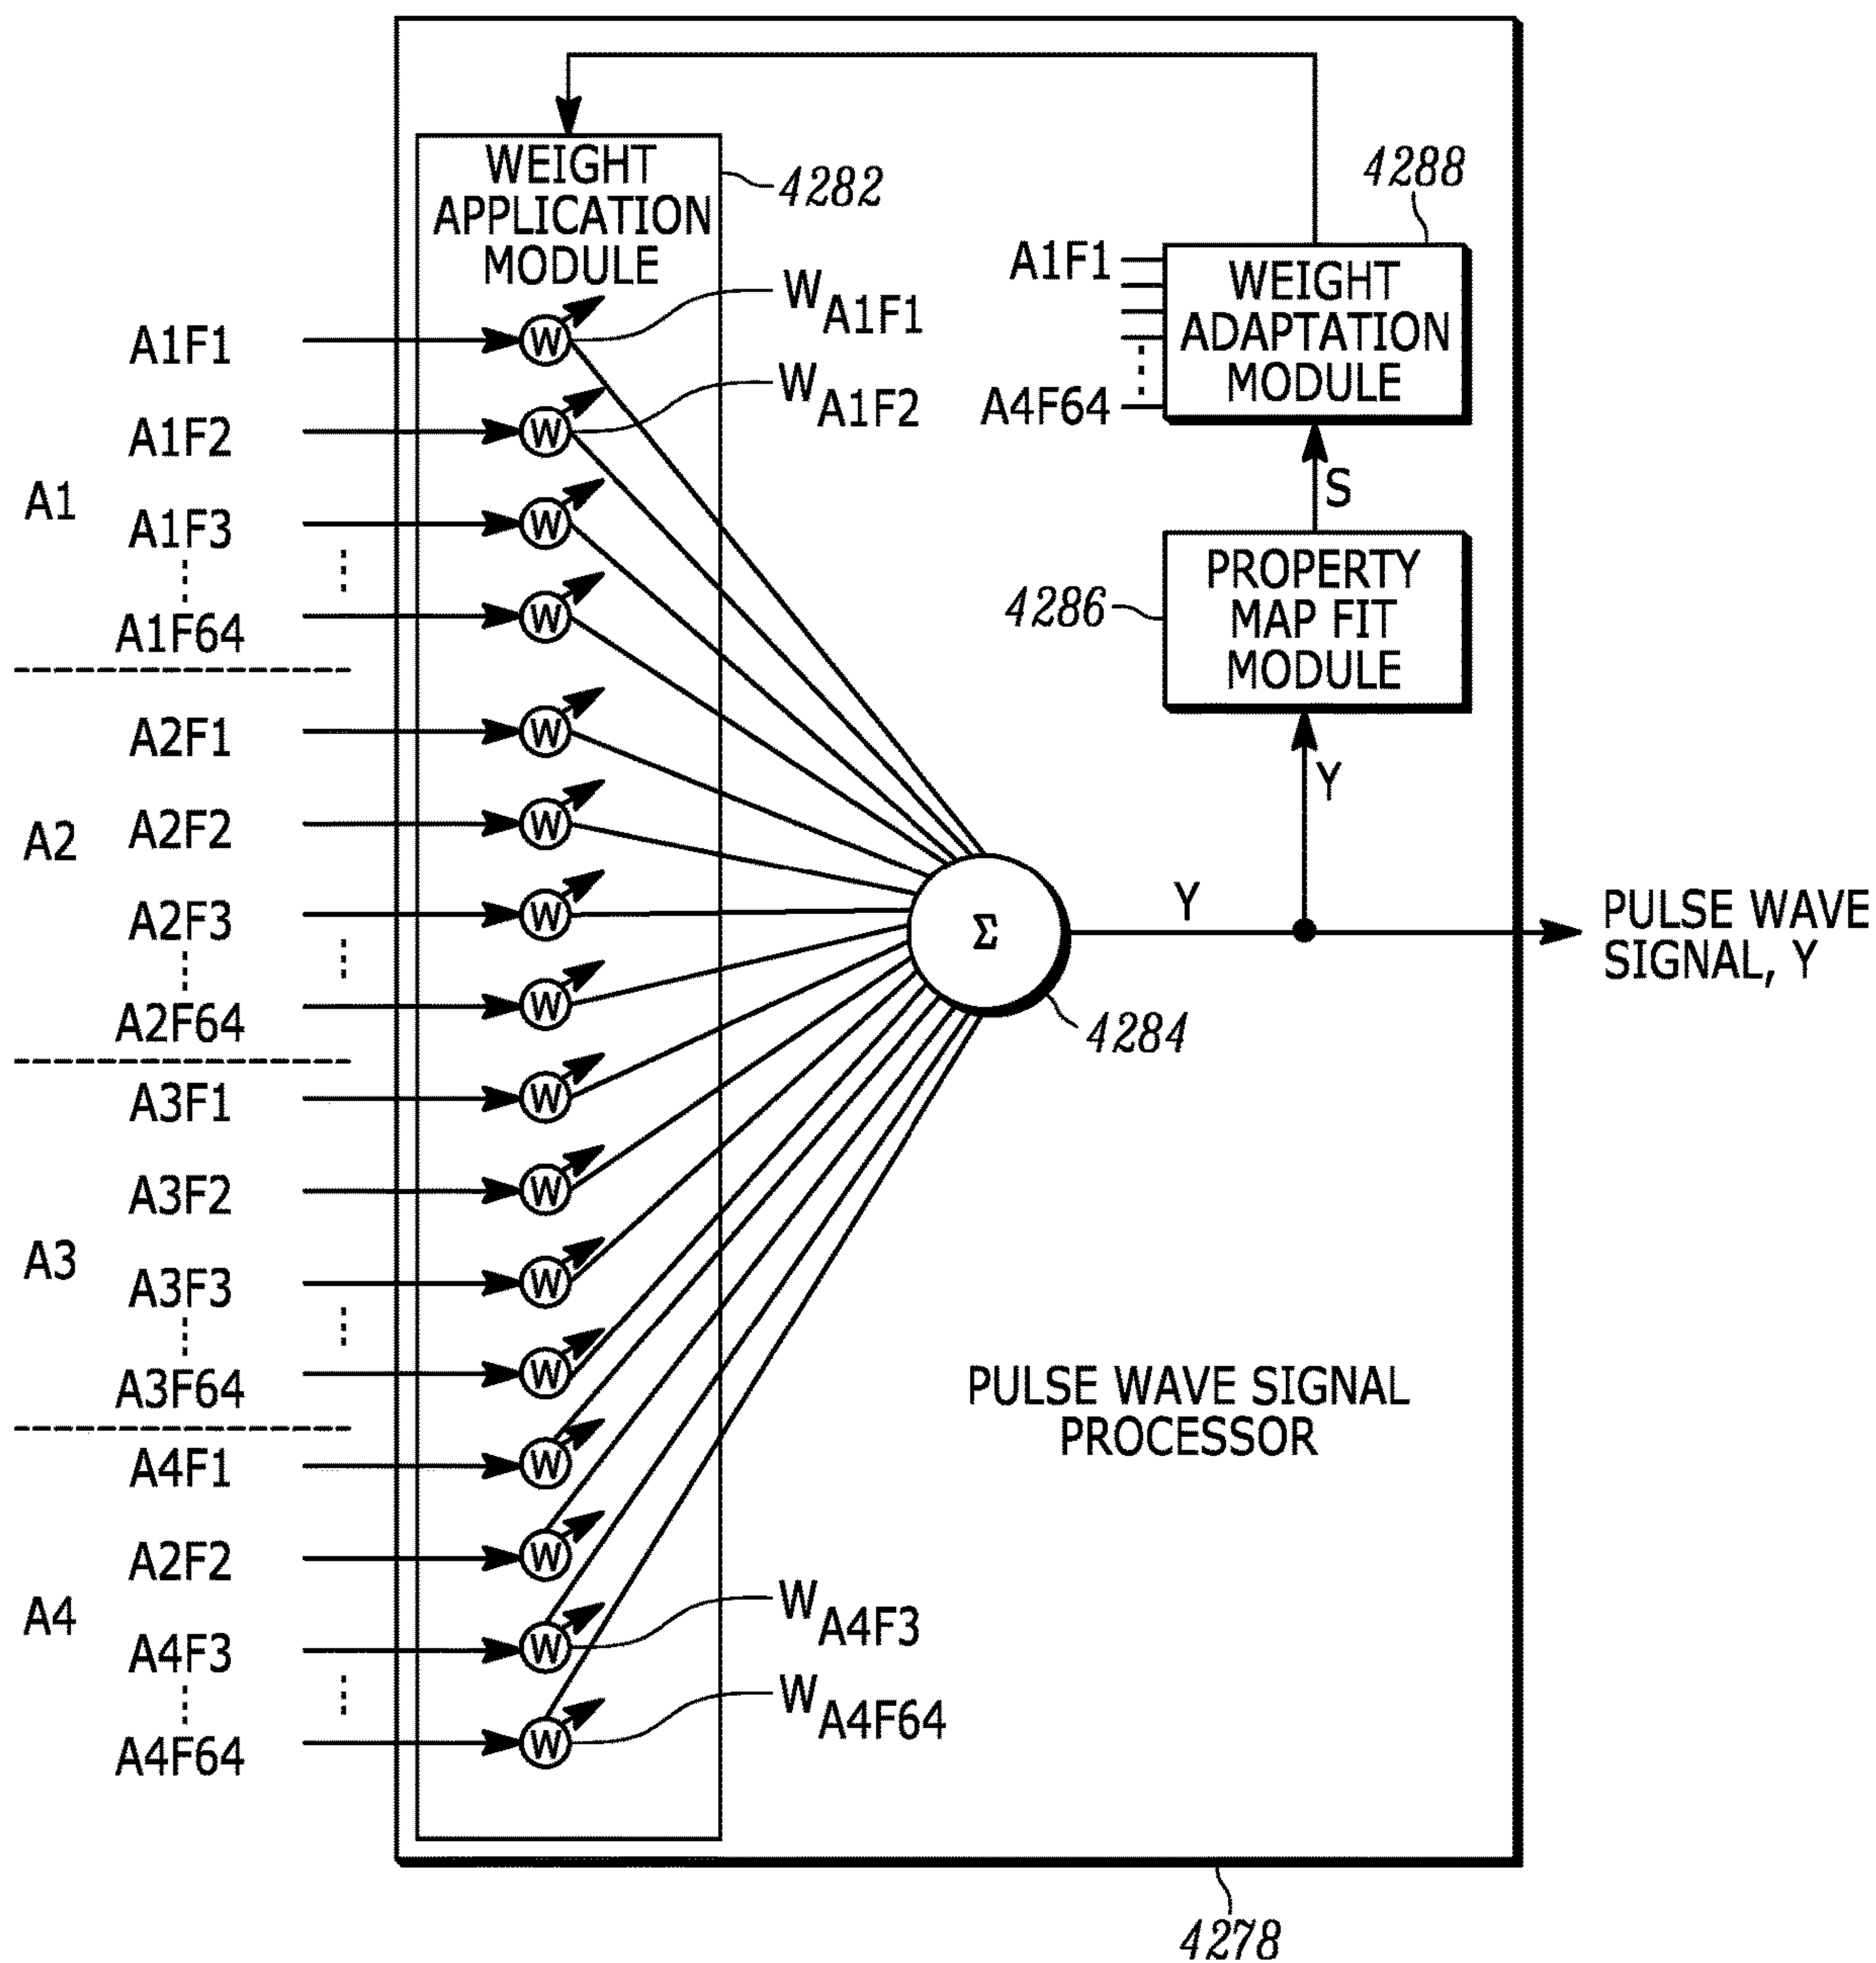 WEIGHT
APPLICATION
MODULE
4282
4288
A1F1
WEIGHT
ADAPTATION
MODULE
A4F64
S
PROPERTY
MAP FIT
MODULE
4286
Y
W A1F1
W A1F2
A1
A1F1
W
A1F2
W
A1F3
W
A1F64
W
A2
A2F1
W
A2F2
W
A2F3
W
A2F64
W
A3
A3F1
W
A3F2
W
A3F3
W
A3F64
W
A4
A4F1
W
A2F2
W
A4F3
W
A4F64
W
W A4F3
W A4F64
Σ
4284
Y
PULSE WAVE
SIGNAL, Y
PULSE WAVE SIGNAL
PROCESSOR
4278